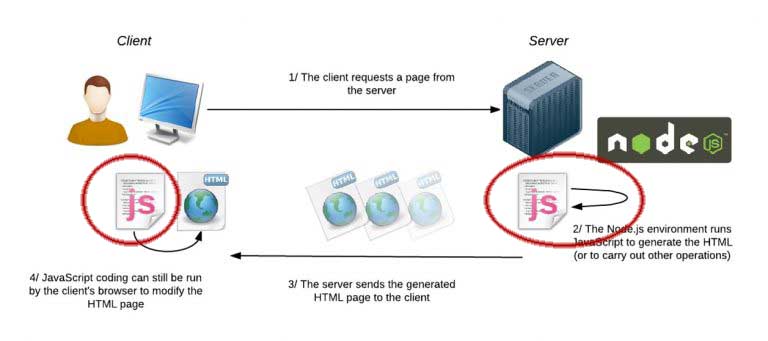 Client
Server
1/ The client requests a page from
the server
SERVER
node
JS
™
HTML
js
HTML
HTML
HTML
js
2/ The Node.js environment runs
JavaScript to generate the HTML
(or to carry out other operations)
4/ JavaScript coding can still be run
by the client's browser to modify the
HTML page
3/ The server sends the generated
HTML page to the client